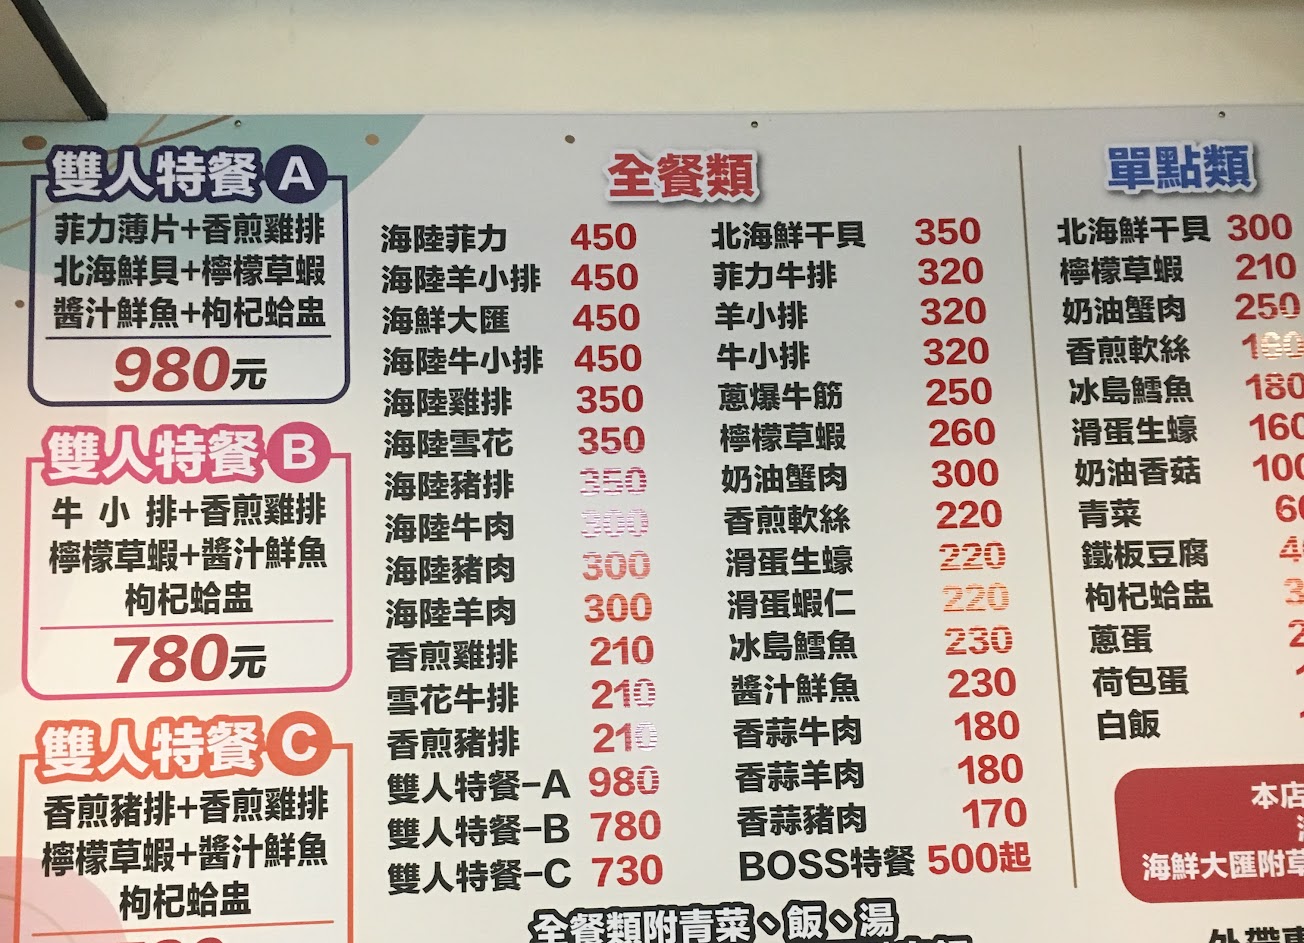 雙人特餐 A
菲力薄片+香煎雞排
北海鮮貝+檸檬草蝦
醬汁鮮魚+枸杞蛤蛊
980元
雙人特餐 B
牛小排+香煎雞排
檸檬草蝦+醬汁鮮魚
枸杞蛤蛊
780元
雙人特餐 C
香煎豬排+香煎雞排
檸檬草蝦+醬汁鮮魚
枸杞蛤蛊
全餐類
海陸菲力 450
海陸羊小排 450
海鮮大匯 450
海陸牛小排 450
海陸雞排 350
海陸雪花 350
海陸豬排 350
海陸牛肉 300
海陸豬肉 300
海陸羊肉 300
香煎雞排 210
雪花牛排 210
香煎豬排 210
雙人特餐-A 980
雙人特餐-B 780
雙人特餐-C 730
北海鮮干貝 350
菲力牛排 320
羊小排 320
牛小排 320
蔥爆牛筋 250
檸檬草蝦 260
奶油蟹肉 300
香煎軟絲 220
滑蛋生蠔 220
滑蛋蝦仁 220
冰島鱈魚 230
醬汁鮮魚 230
香蒜牛肉 180
香蒜羊肉 180
香蒜豬肉 170
BOSS特餐 500起
全餐類附青菜、飯、湯
單點類
北海鮮干貝 300
檸檬草蝦 210
奶油蟹肉 250
香煎軟絲
冰島鱈魚 180
滑蛋生蠔 160
奶油香菇 100
青菜
鐵板豆腐
枸杞蛤蛊
蔥蛋
荷包蛋
白飯
本店
海鮮大匯附草
外帶